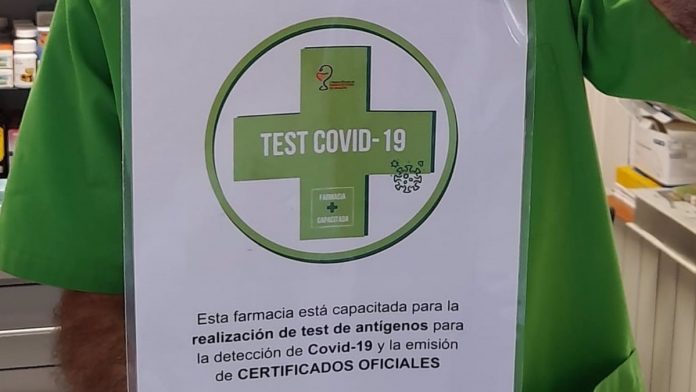 TEST COVID-19
FARMACIA
CAPACITADA
Esta farmacia está capacitada para la
realización de test de antígenos para
la detección de Covid-19 y la emisión
de CERTIFICADOS OFICIALES